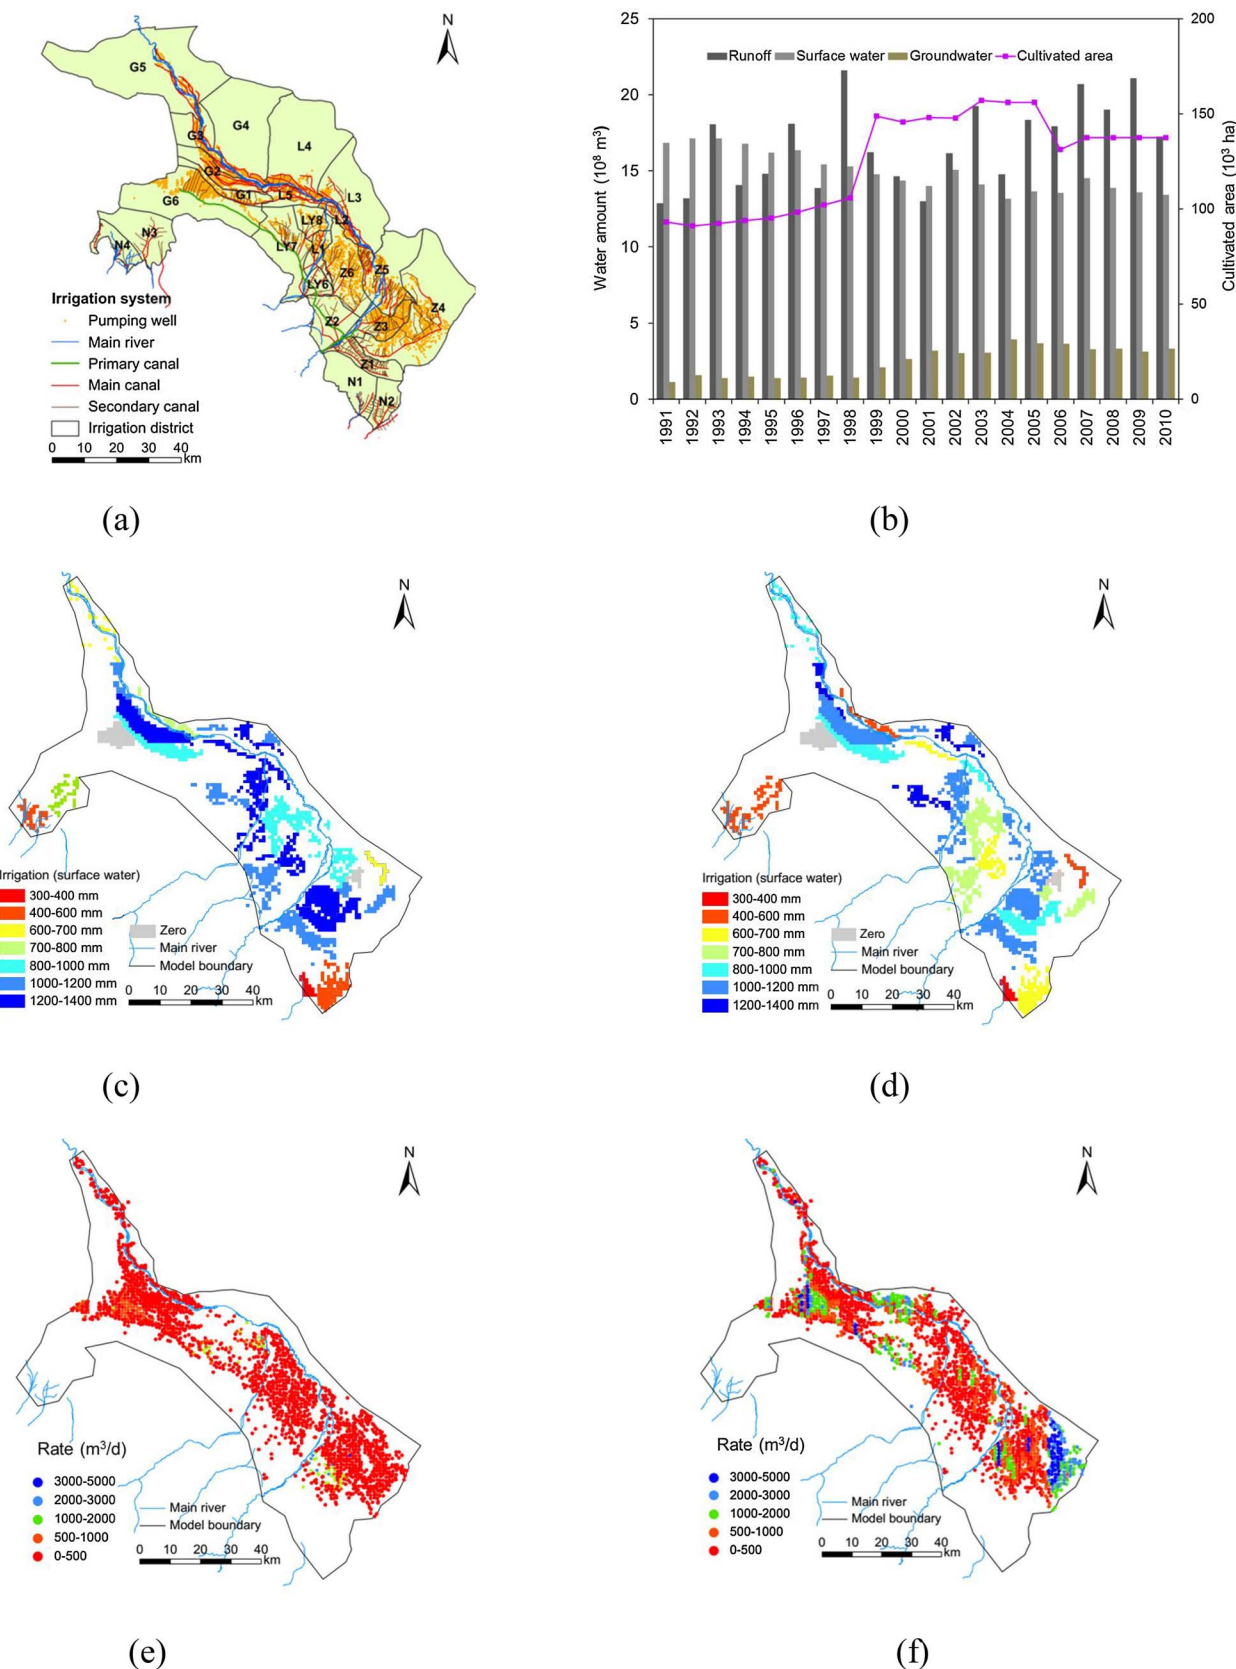 N
G5
G4
G3
L4
G2
G1
L5
L3
G6
LY8
L2
N3
N4
LY7
L1
Z6
Z5
LY6
Z4
Z2
Z3
Z1
N1
N2
Irrigation system
Pumping well
Main river
Primary canal
Main canal
Secondary canal
Irrigation district
0 10 20 30 40 km
(a)
Runoff Surface water Groundwater Cultivated area
Water amount (10⁸ m³)
25
20
15
10
5
0
Cultivated area (10³ ha)
200
150
100
50
0
1991 1992 1993 1994 1995 1996 1997 1998 1999 2000 2001 2002 2003 2004 2005 2006 2007 2008 2009 2010
(b)
N
Irrigation (surface water)
300-400 mm
400-600 mm
600-700 mm
700-800 mm
800-1000 mm
1000-1200 mm
1200-1400 mm
Zero
Main river
Model boundary
0 10 20 30 40 km
(c)
N
Irrigation (surface water)
300-400 mm
400-600 mm
600-700 mm
700-800 mm
800-1000 mm
1000-1200 mm
1200-1400 mm
Zero
Main river
Model boundary
0 10 20 30 40 km
(d)
N
Rate (m³/d)
3000-5000
2000-3000
1000-2000
500-1000
0-500
Main river
Model boundary
0 10 20 30 40 km
(e)
N
Rate (m³/d)
3000-5000
2000-3000
1000-2000
500-1000
0-500
Main river
Model boundary
0 10 20 30 40 km
(f)